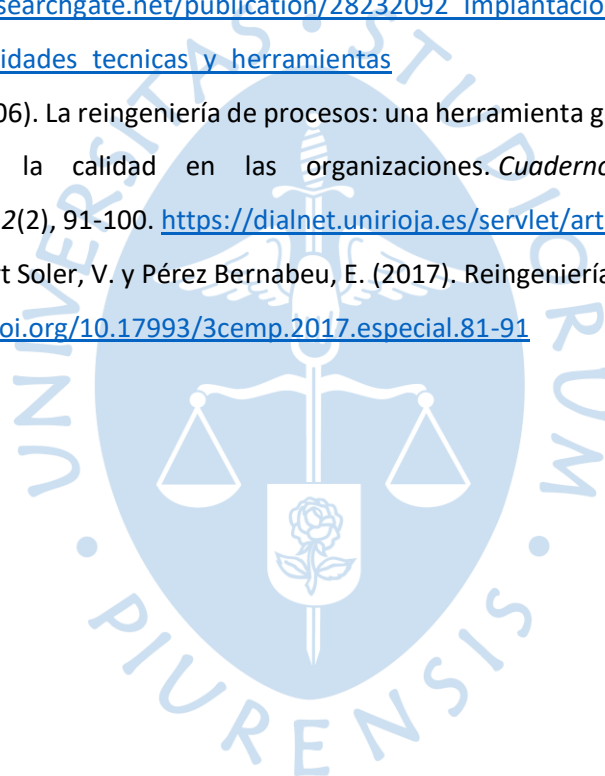 searchgate.net/publication/28232092_Implantacio
idades_tecnicas_y_herramientas
06). La reingeniería de procesos: una herramienta g
la calidad en las organizaciones. Cuaderno
2(2), 91-100. https://dialnet.unirioja.es/servlet/art
rt Soler, V. y Pérez Bernabeu, E. (2017). Reingeniería
oi.org/10.17993/3cemp.2017.especial.81-91
UNIVERSITAS • STUDIORUM • PIURENSIS •